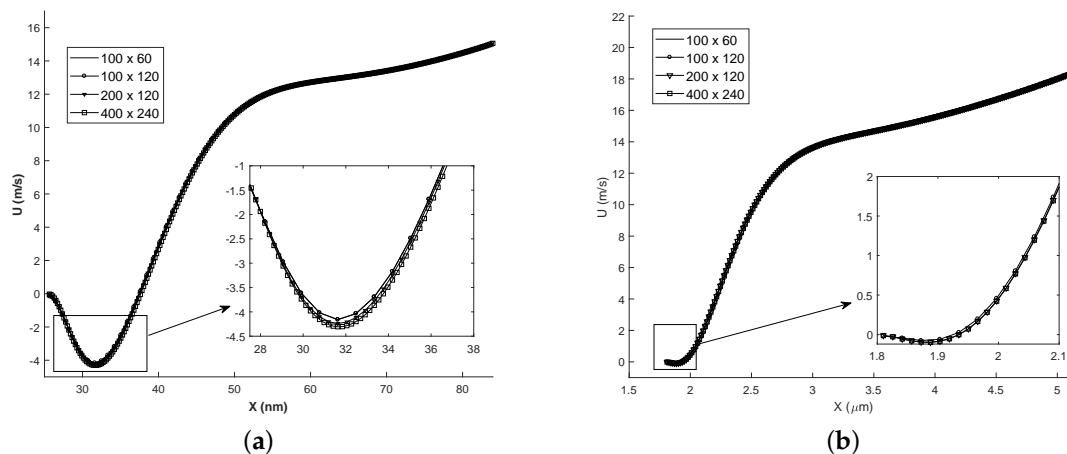 16
14
12
10
8
6
4
2
0
-2
-4
U (m/s)
100 x 60
100 x 120
200 x 120
400 x 240
-1
-1.5
-2
-2.5
-3
-3.5
-4
-4.5
28 30 32 34 36 38
30 40 50 60 70 80
X (nm)
(a)
22
20
18
16
14
12
10
8
6
4
2
0
U (m/s)
100 x 60
100 x 120
200 x 120
400 x 240
2
1.5
1
0.5
0
1.8 1.9 2 2.1
1.5 2 2.5 3 3.5 4 4.5 5
X (μm)
(b)